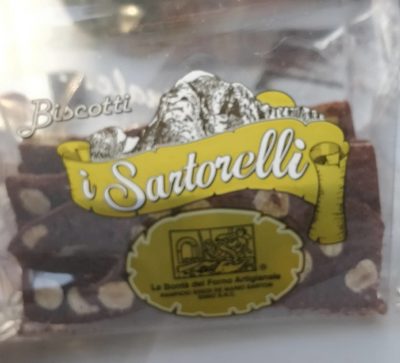 Biscotti
i Sartorelli
La Bontà del Forno Artigianale